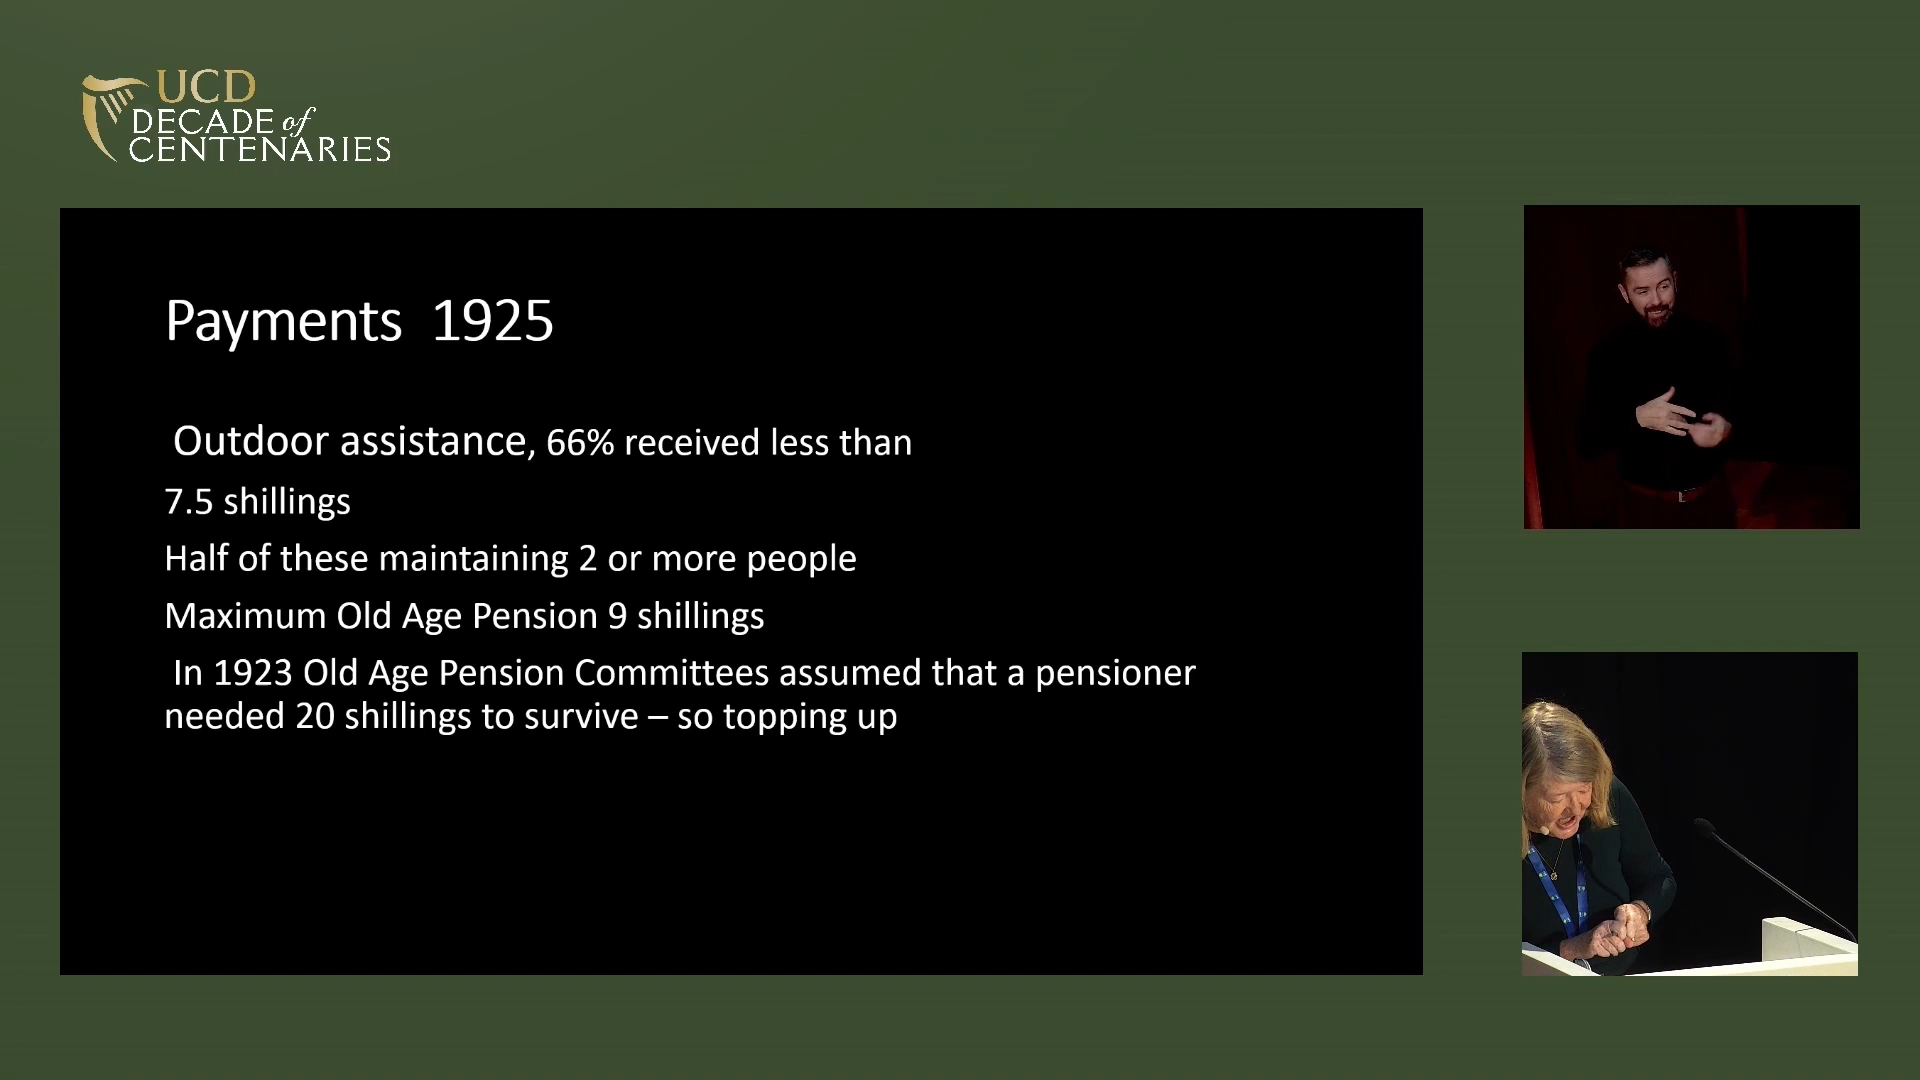 UCD
DECADE of
CENTENARIES
Payments 1925
Outdoor assistance, 66% received less than
7.5 shillings
Half of these maintaining 2 or more people
Maximum Old Age Pension 9 shillings
In 1923 Old Age Pension Committees assumed that a pensioner
needed 20 shillings to survive – so topping up